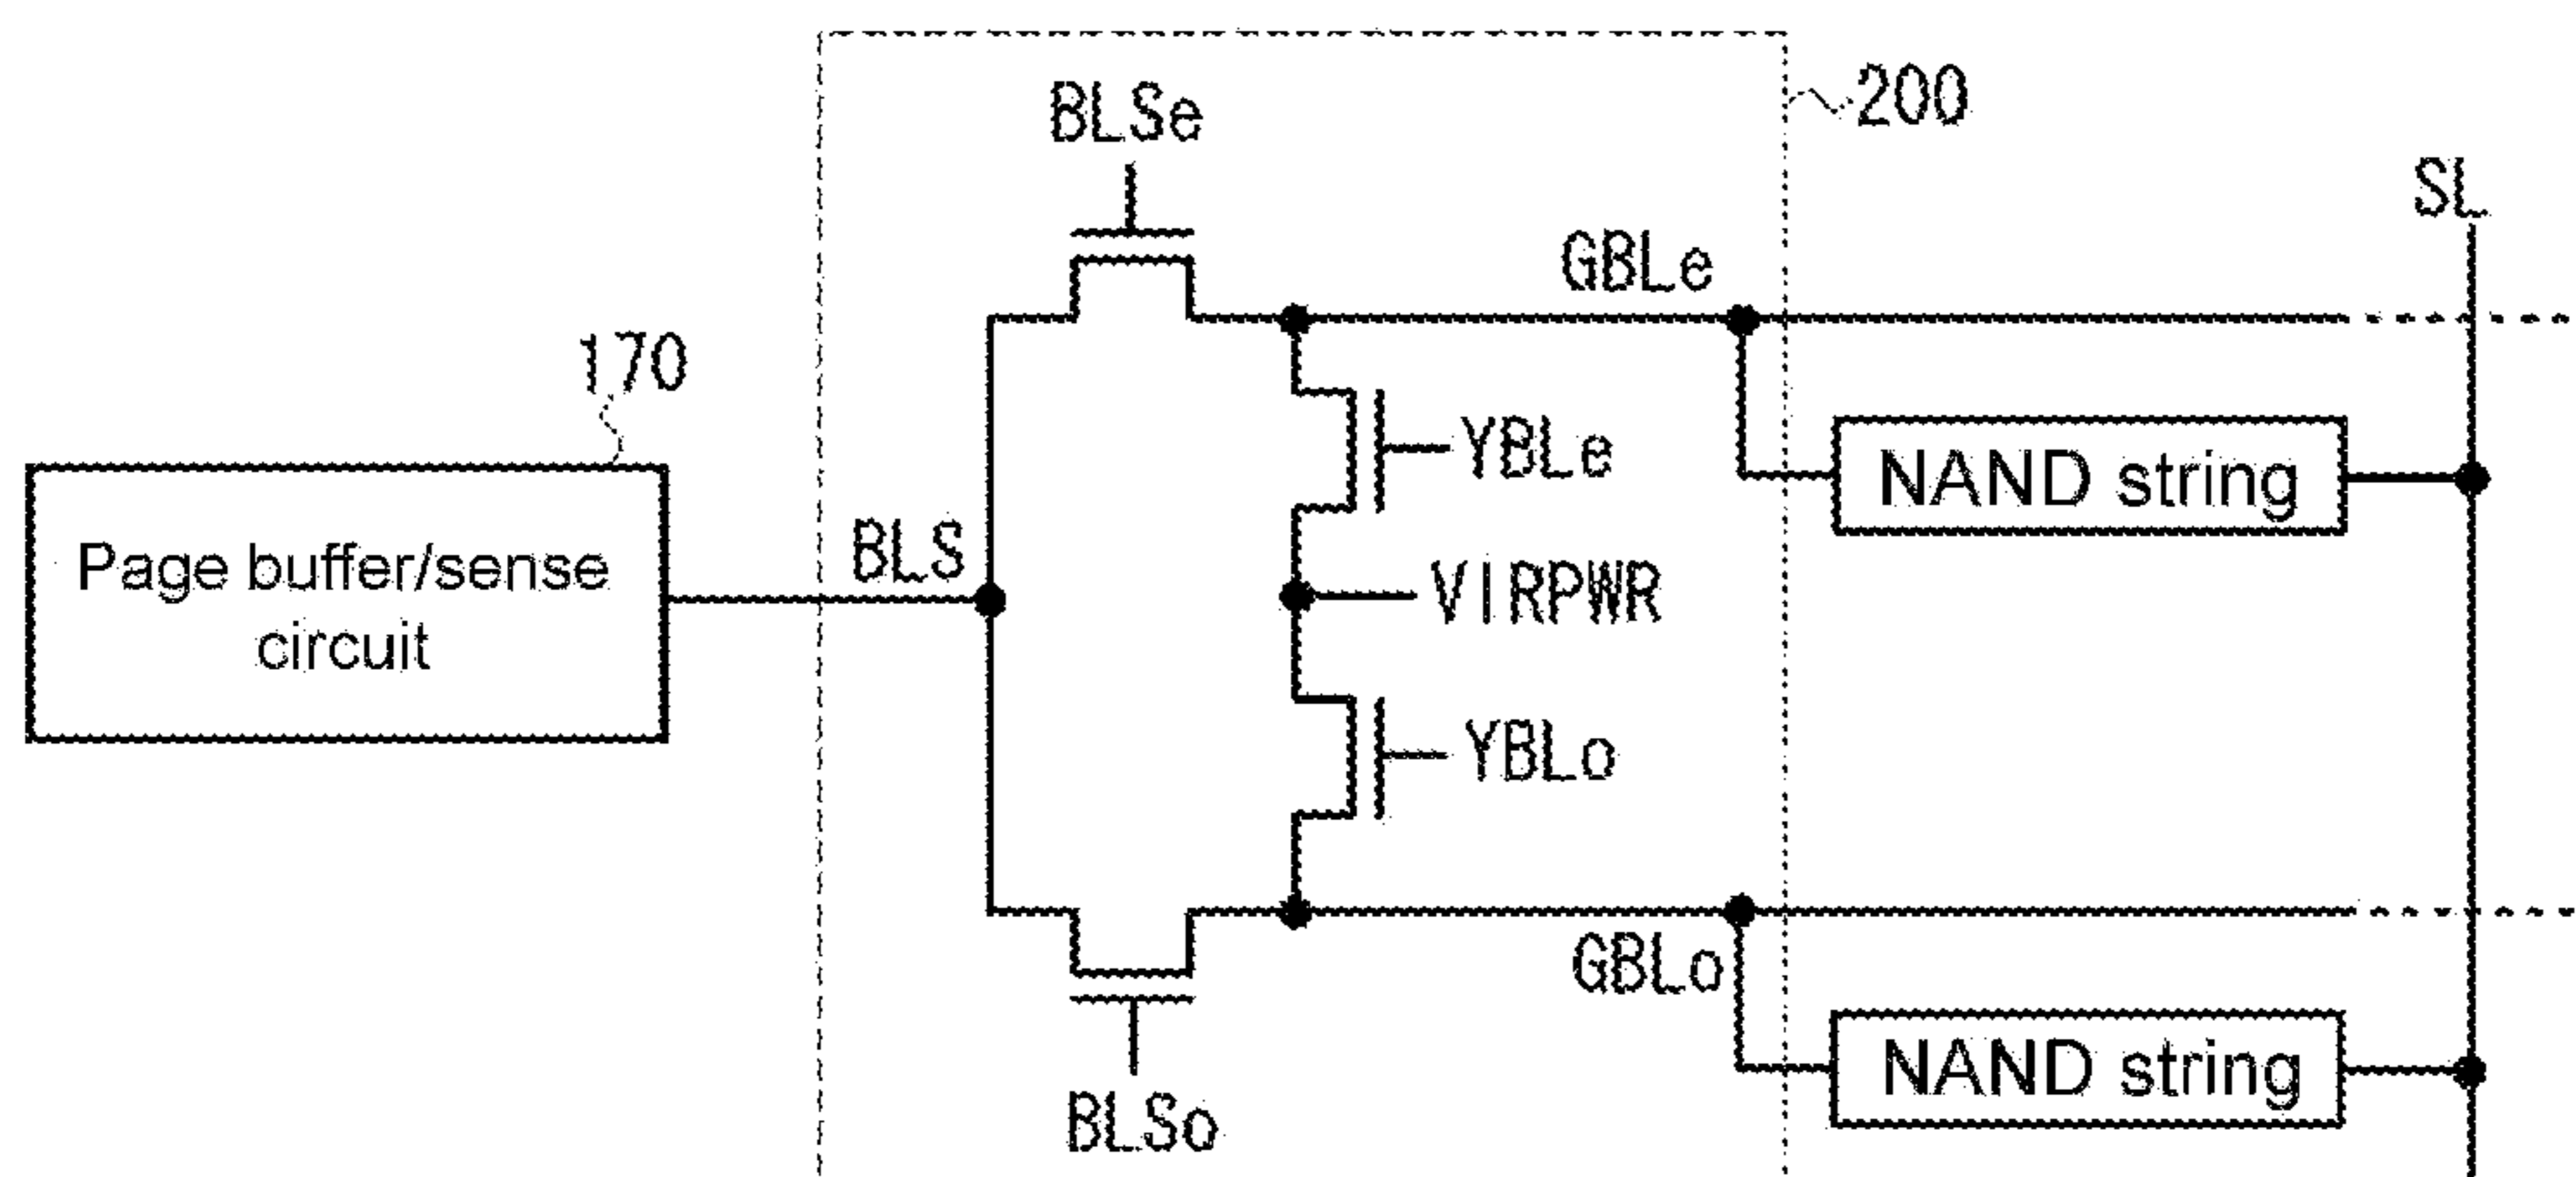 BLSe
200
SL
GBLe
170
YBLe
NAND string
Page buffer/sense
circuit
BLS
VIRPWR
YBLo
GBLo
NAND string
BLSo